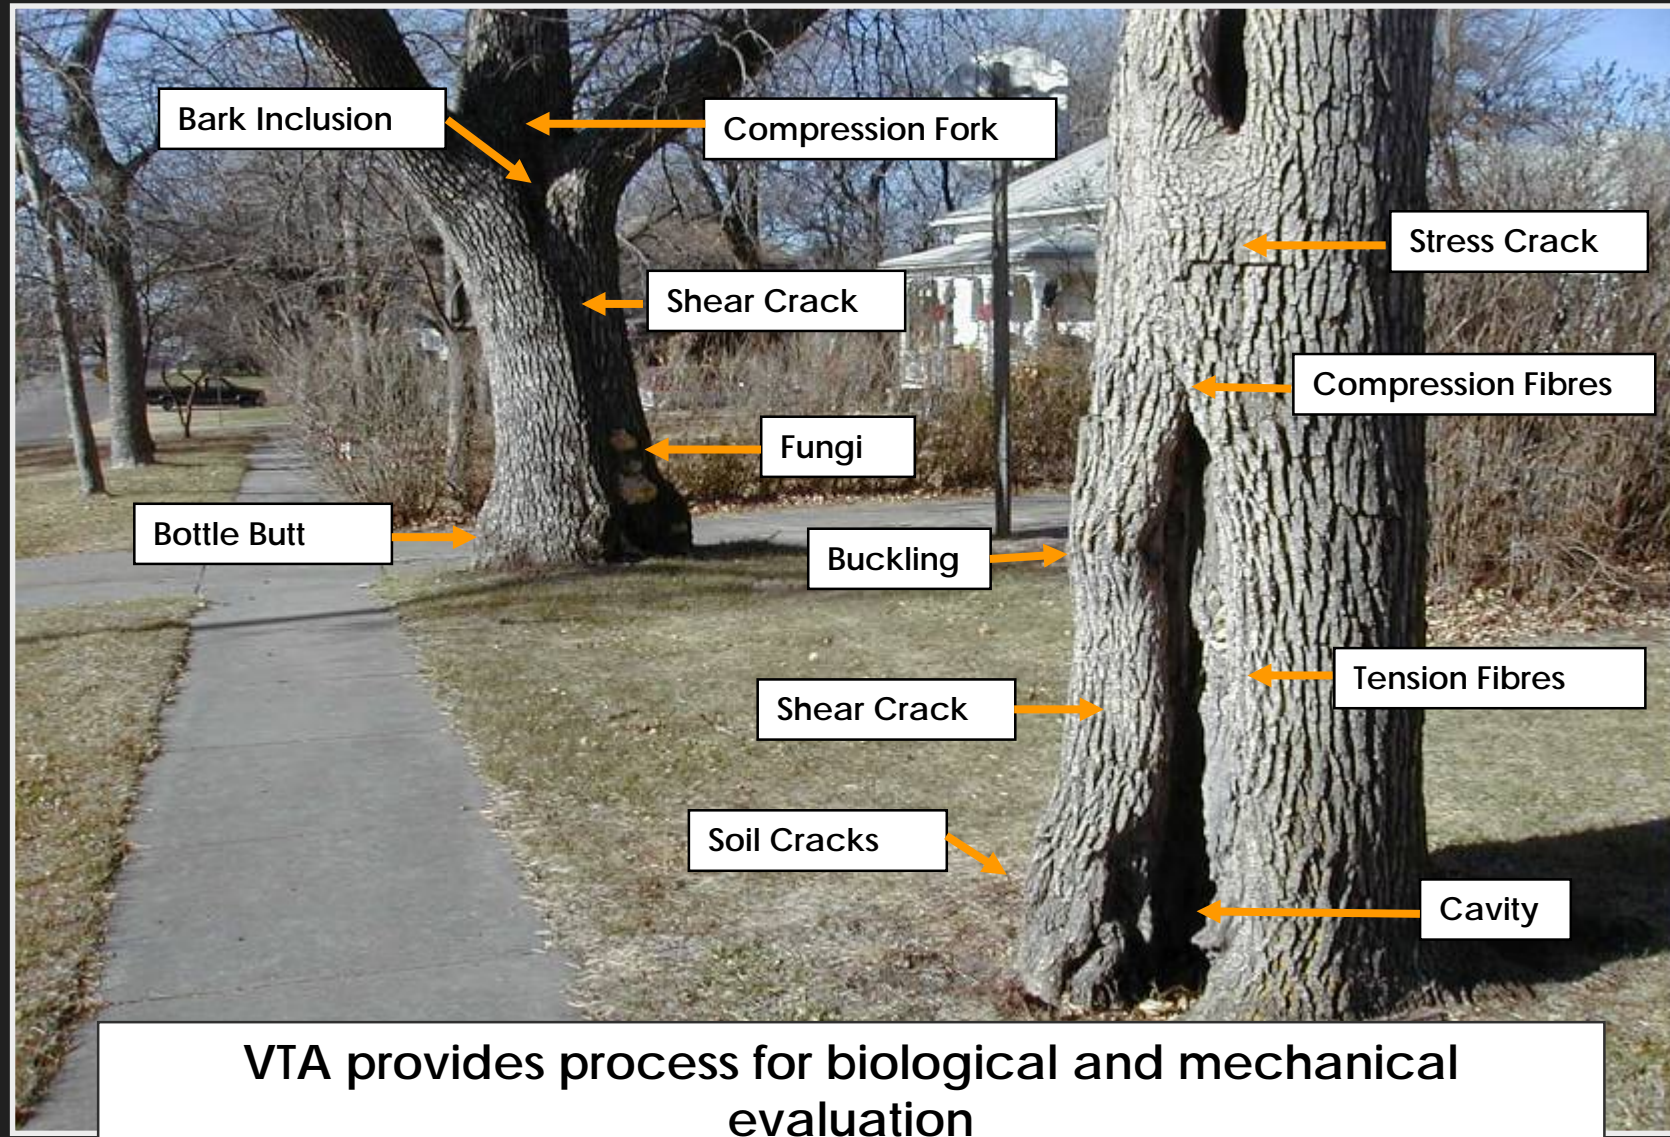 Bark Inclusion
Compression Fork
Stress Crack
Shear Crack
Compression Fibres
Fungi
Bottle Butt
Buckling
Tension Fibres
Shear Crack
Soil Cracks
Cavity
VTA provides process for biological and mechanical
evaluation